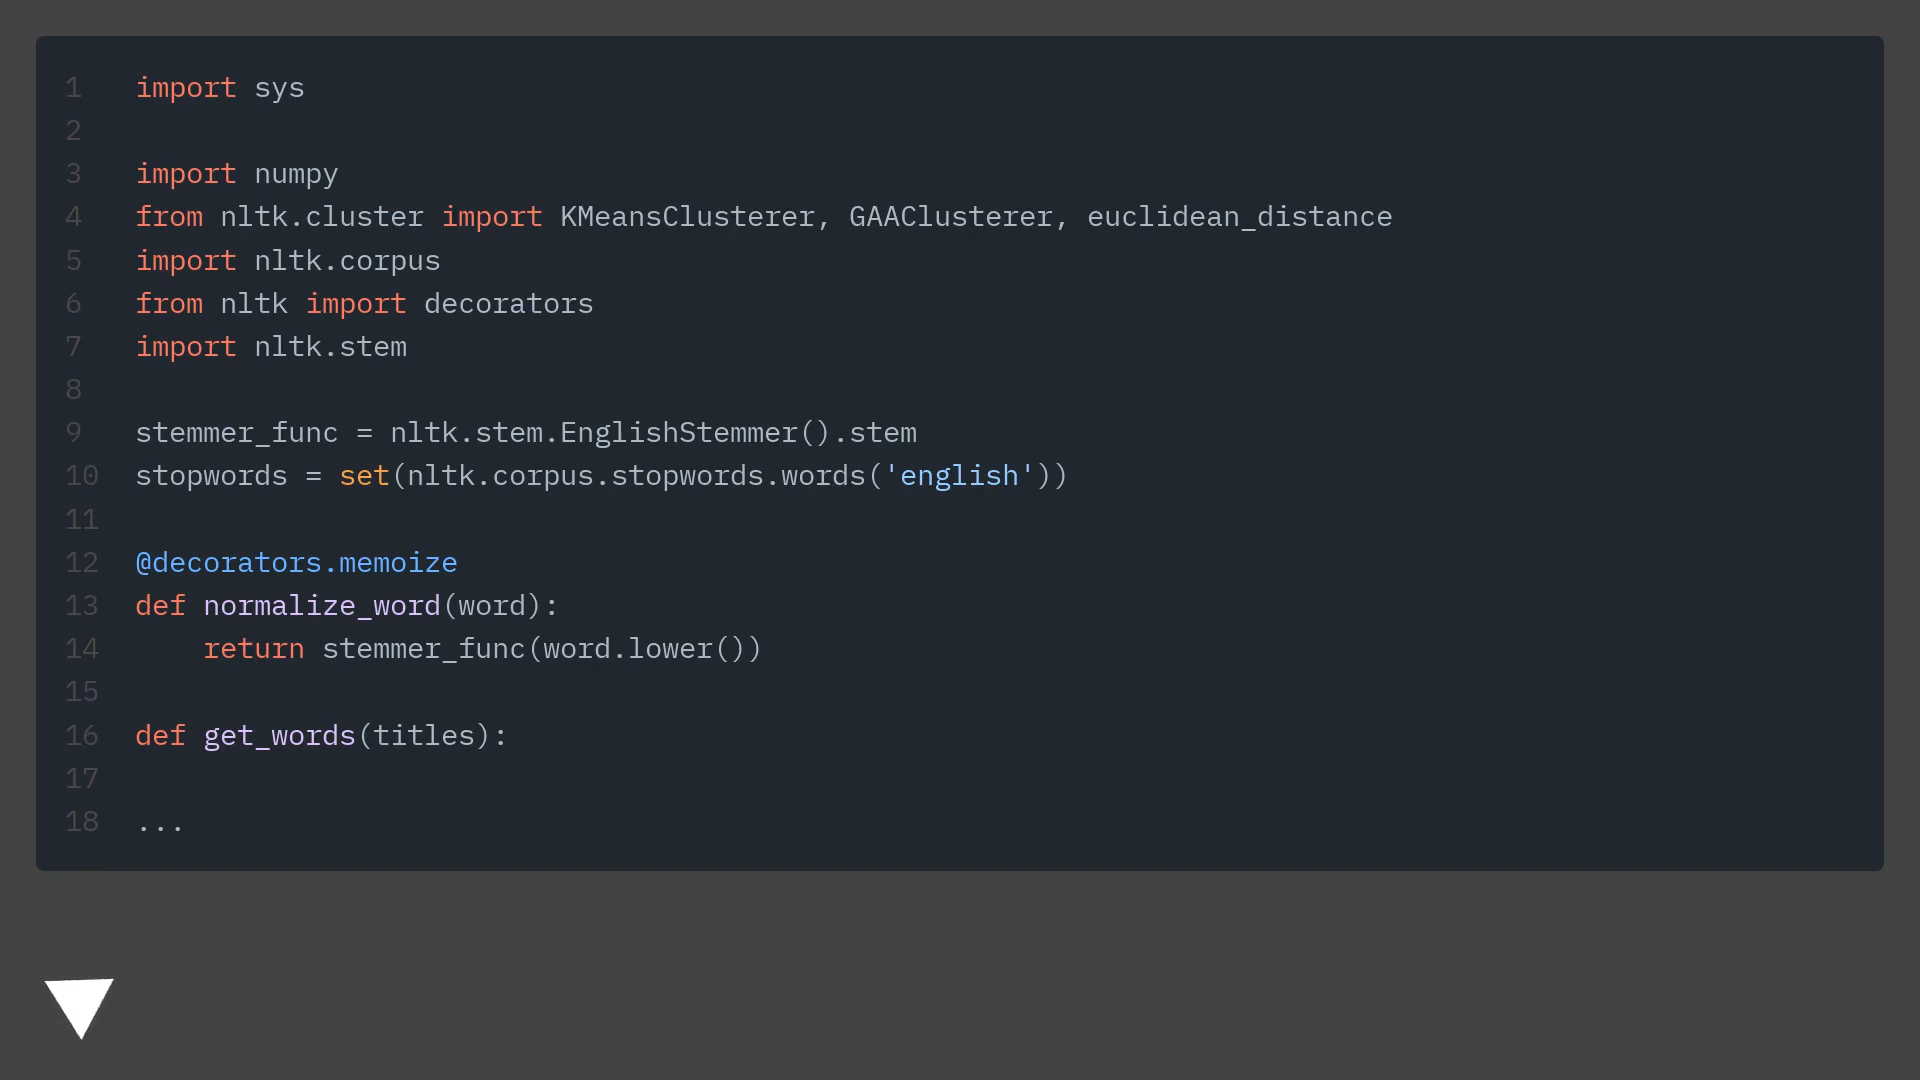 1 import sys
2
3 import numpy
4 from nltk.cluster import KMeansClusterer, GAAClusterer, euclidean_distance
5 import nltk.corpus
6 from nltk import decorators
7 import nltk.stem
8
9 stemmer_func = nltk.stem.EnglishStemmer().stem
10 stopwords = set(nltk.corpus.stopwords.words('english'))
11
12 @decorators.memoize
13 def normalize_word(word):
14     return stemmer_func(word.lower())
15
16 def get_words(titles):
17
18 ...